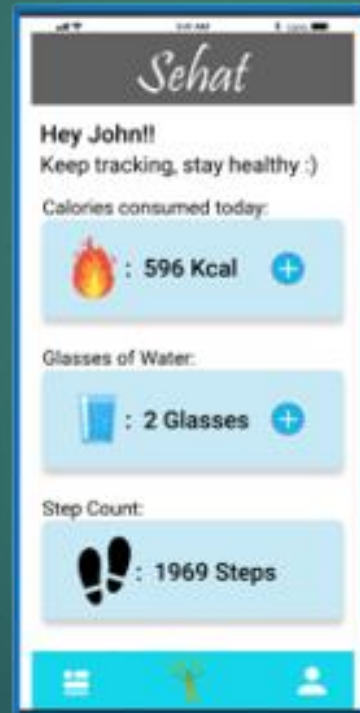 Sehat
Hey John!!
Keep tracking, stay healthy :)
Calories consumed today:
: 596 Kcal
Glasses of Water:
: 2 Glasses
Step Count:
: 1969 Steps